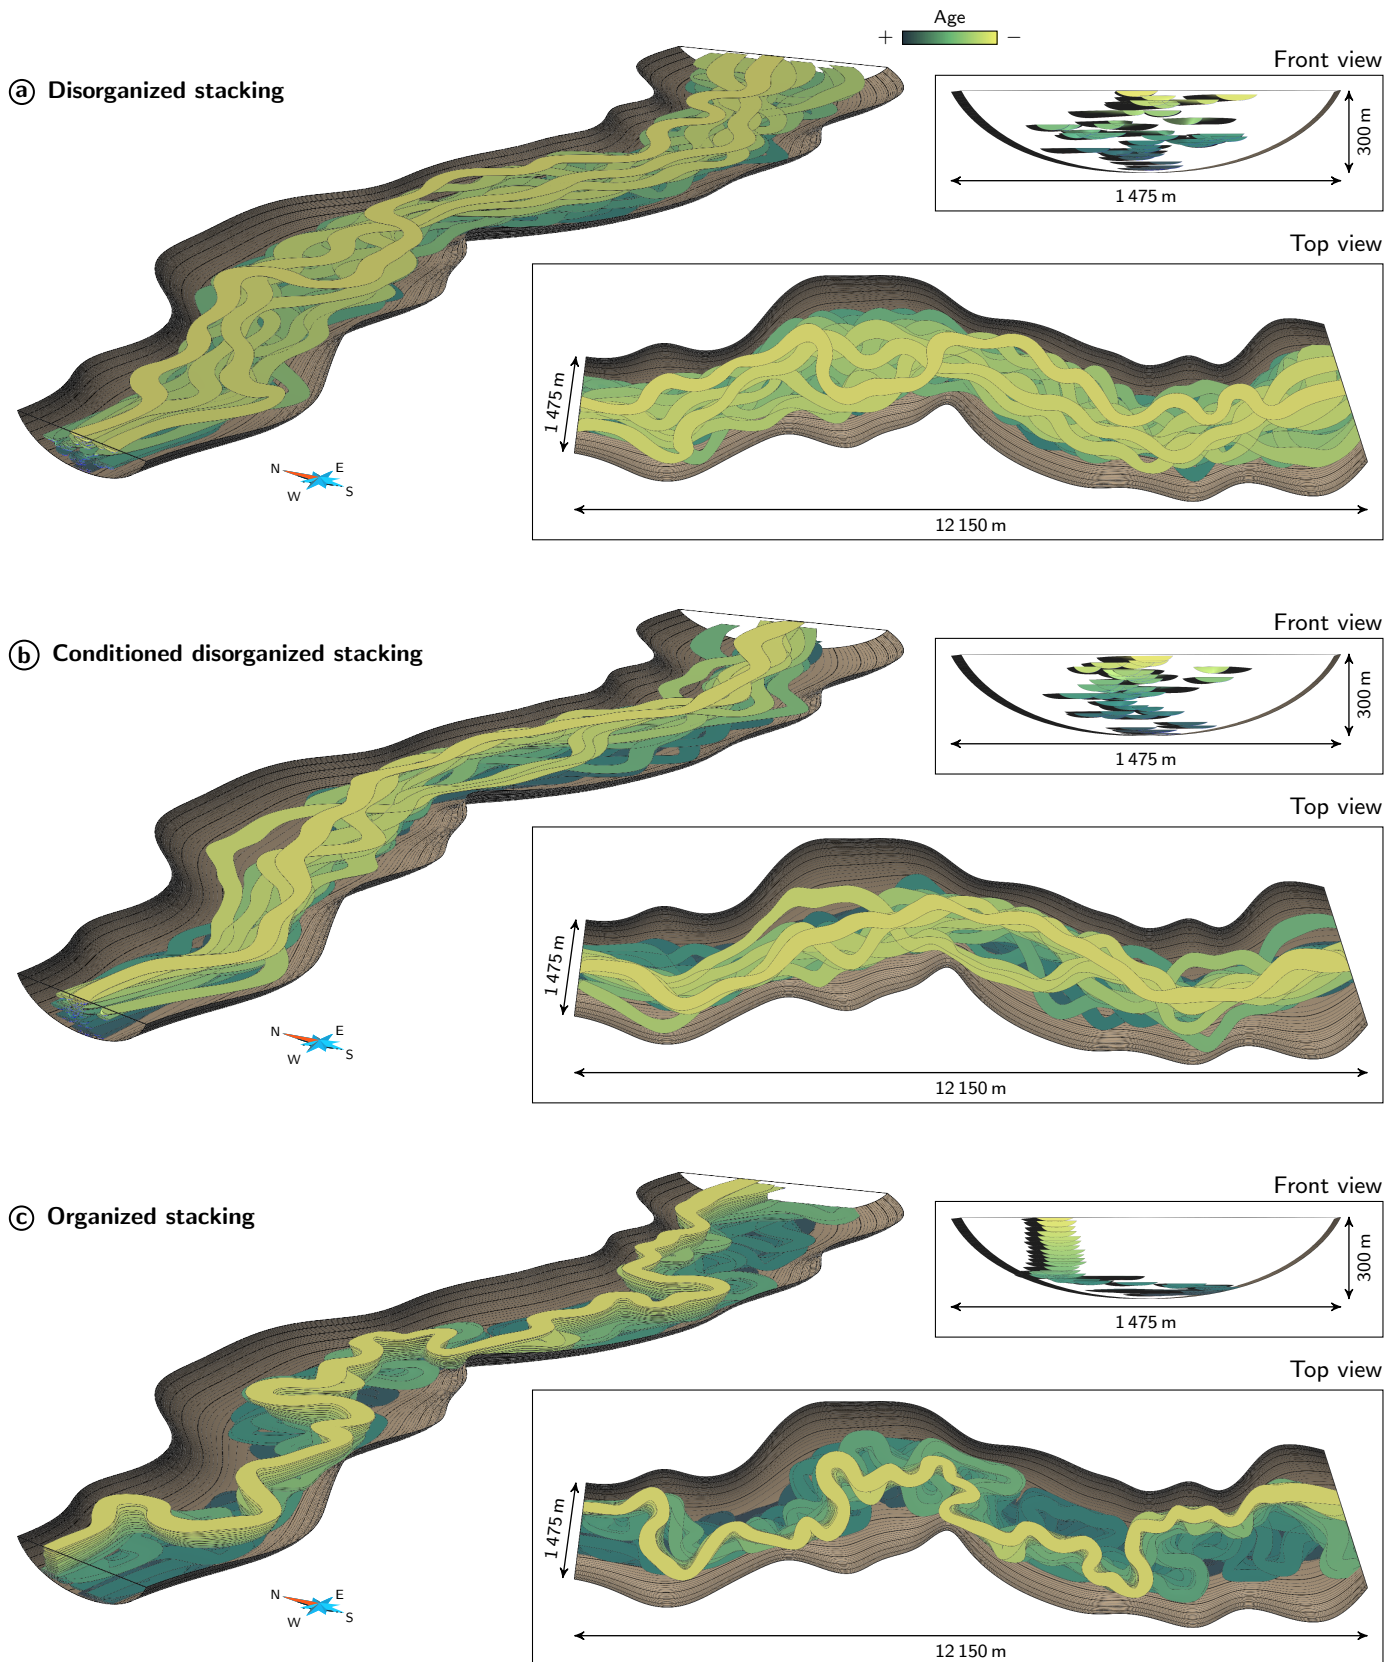 Age
+ −
Front view
ⓐ Disorganized stacking
300 m
1 475 m
Top view
1 475 m
N E
W S
12 150 m
Front view
ⓑ Conditioned disorganized stacking
300 m
1 475 m
Top view
1 475 m
N E
W S
12 150 m
Front view
ⓒ Organized stacking
300 m
1 475 m
Top view
1 475 m
N E
W S
12 150 m